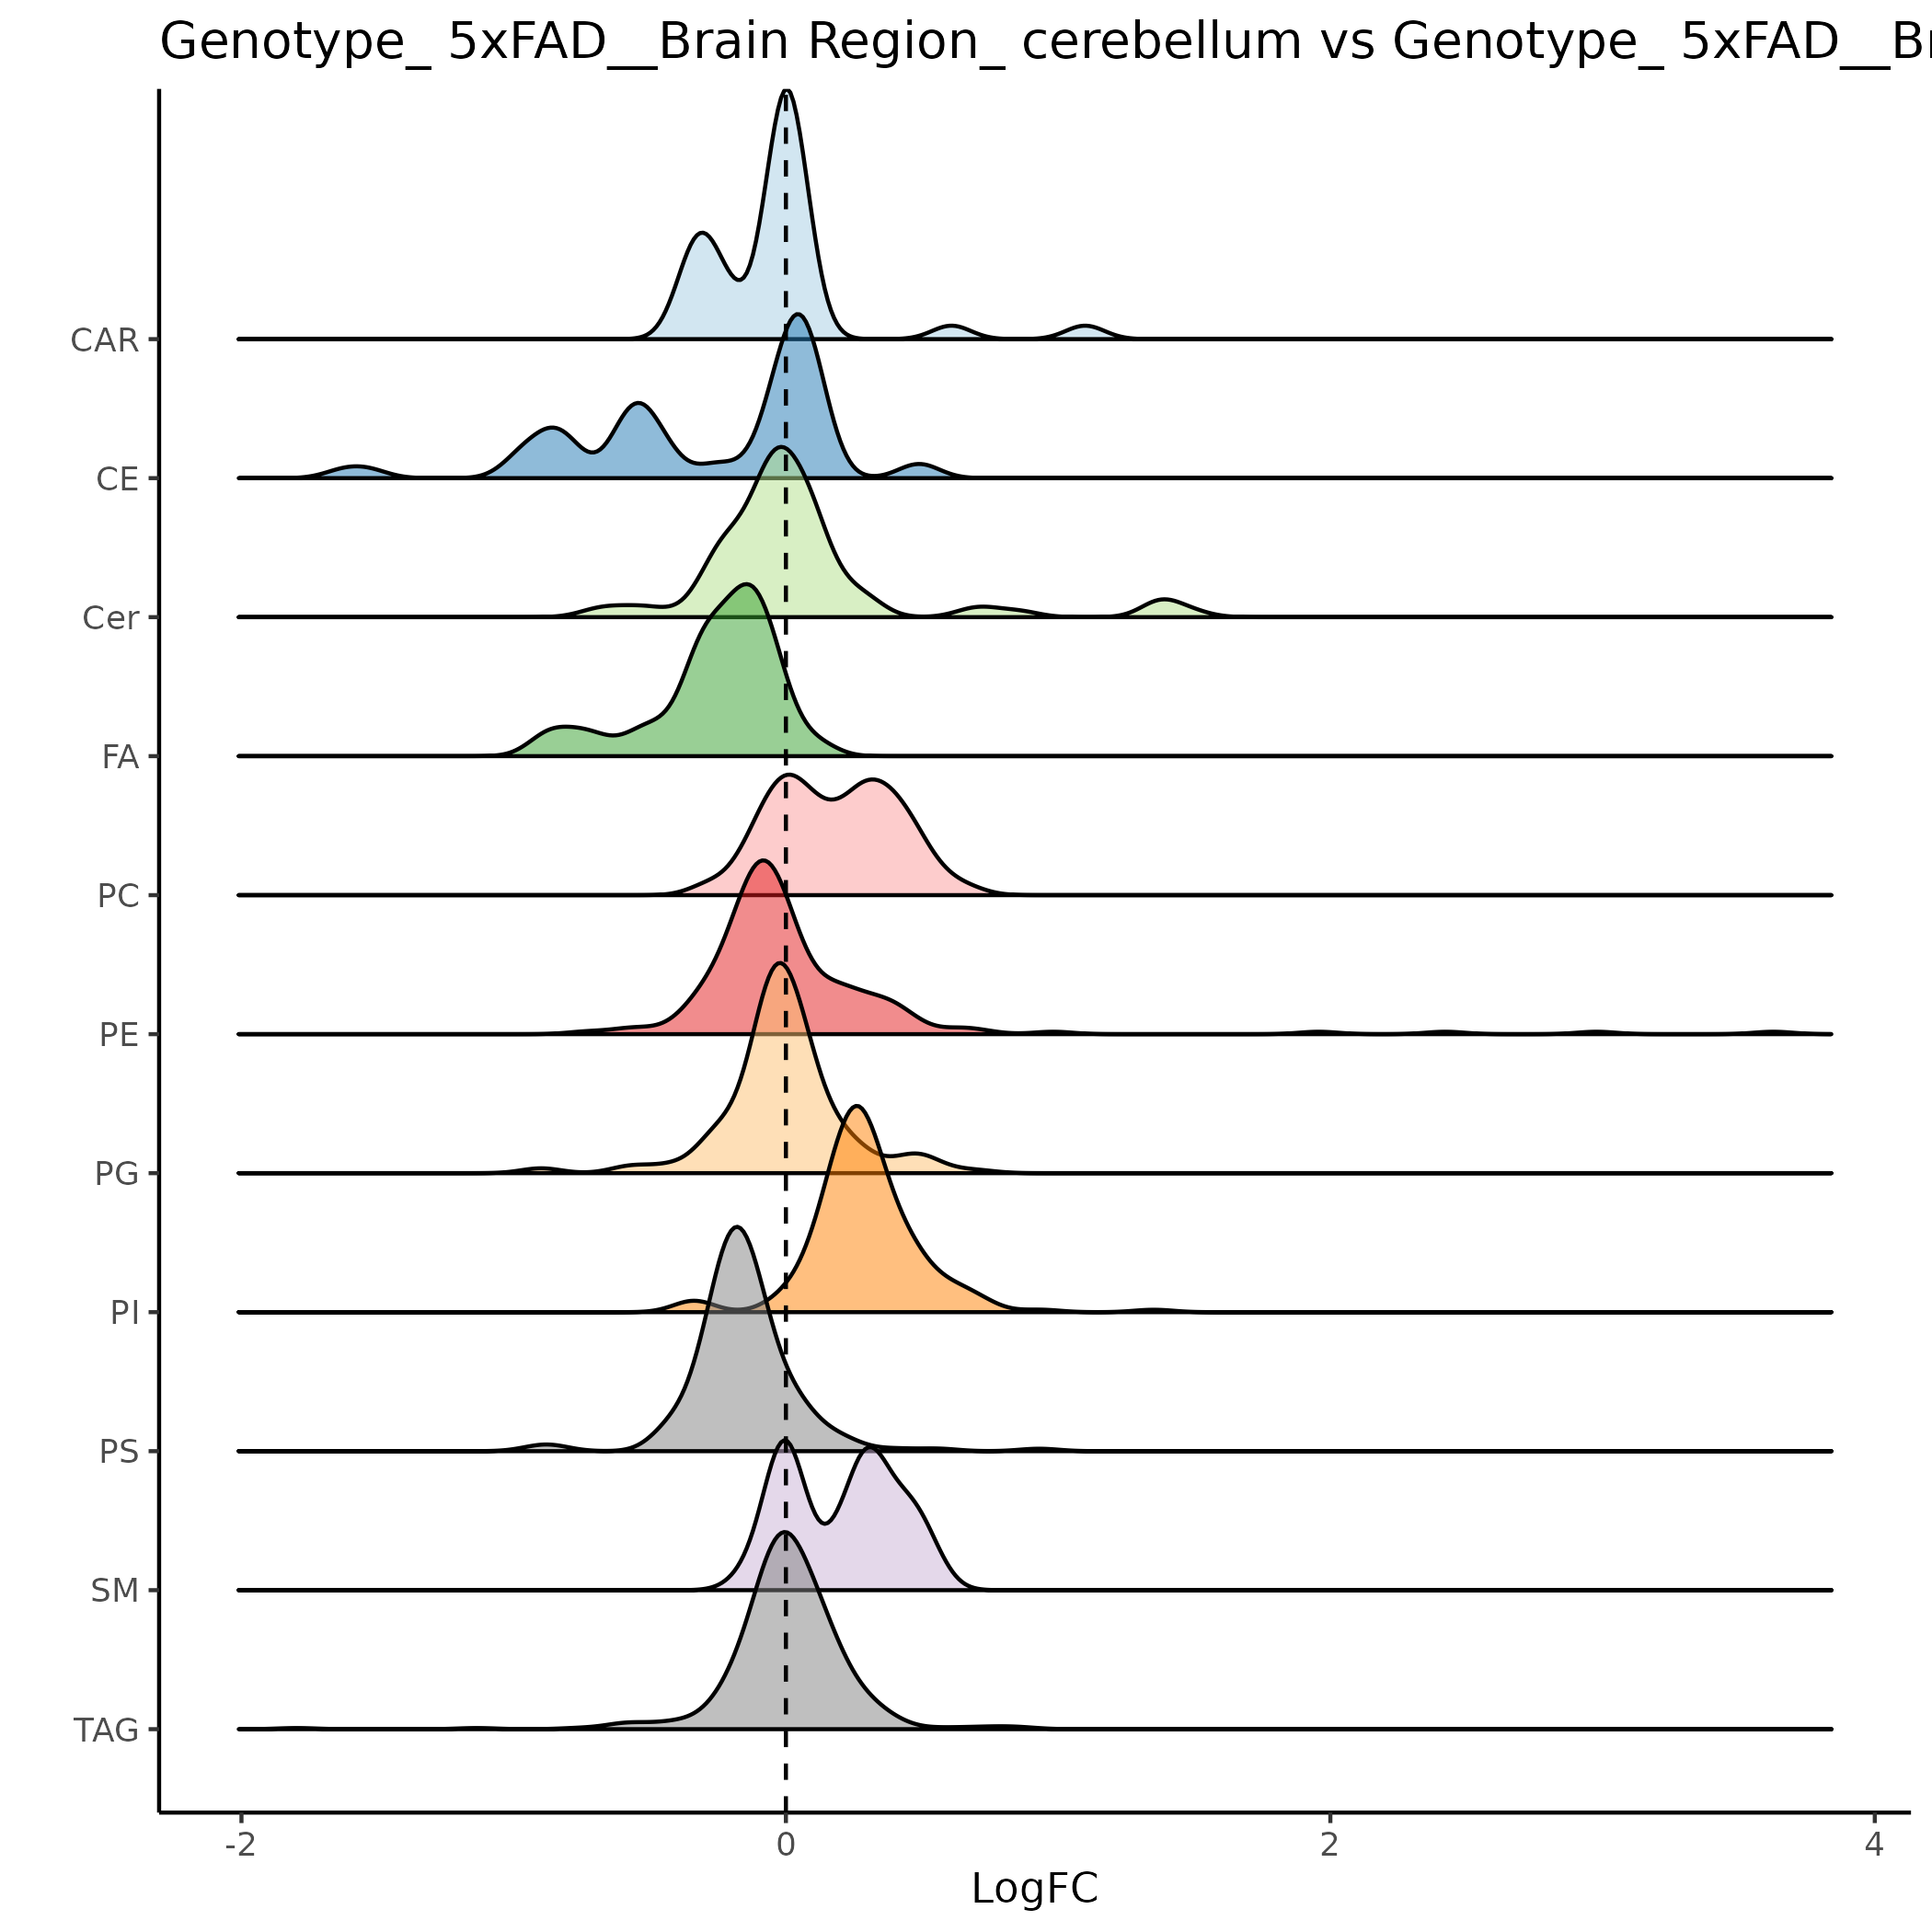 Genotype_ 5xFAD__Brain Region_ cerebellum vs Genotype_ 5xFAD__Br
CAR
CE
Cer
FA
PC
PE
PG
PI
PS
SM
TAG
-2 0 2 4
LogFC